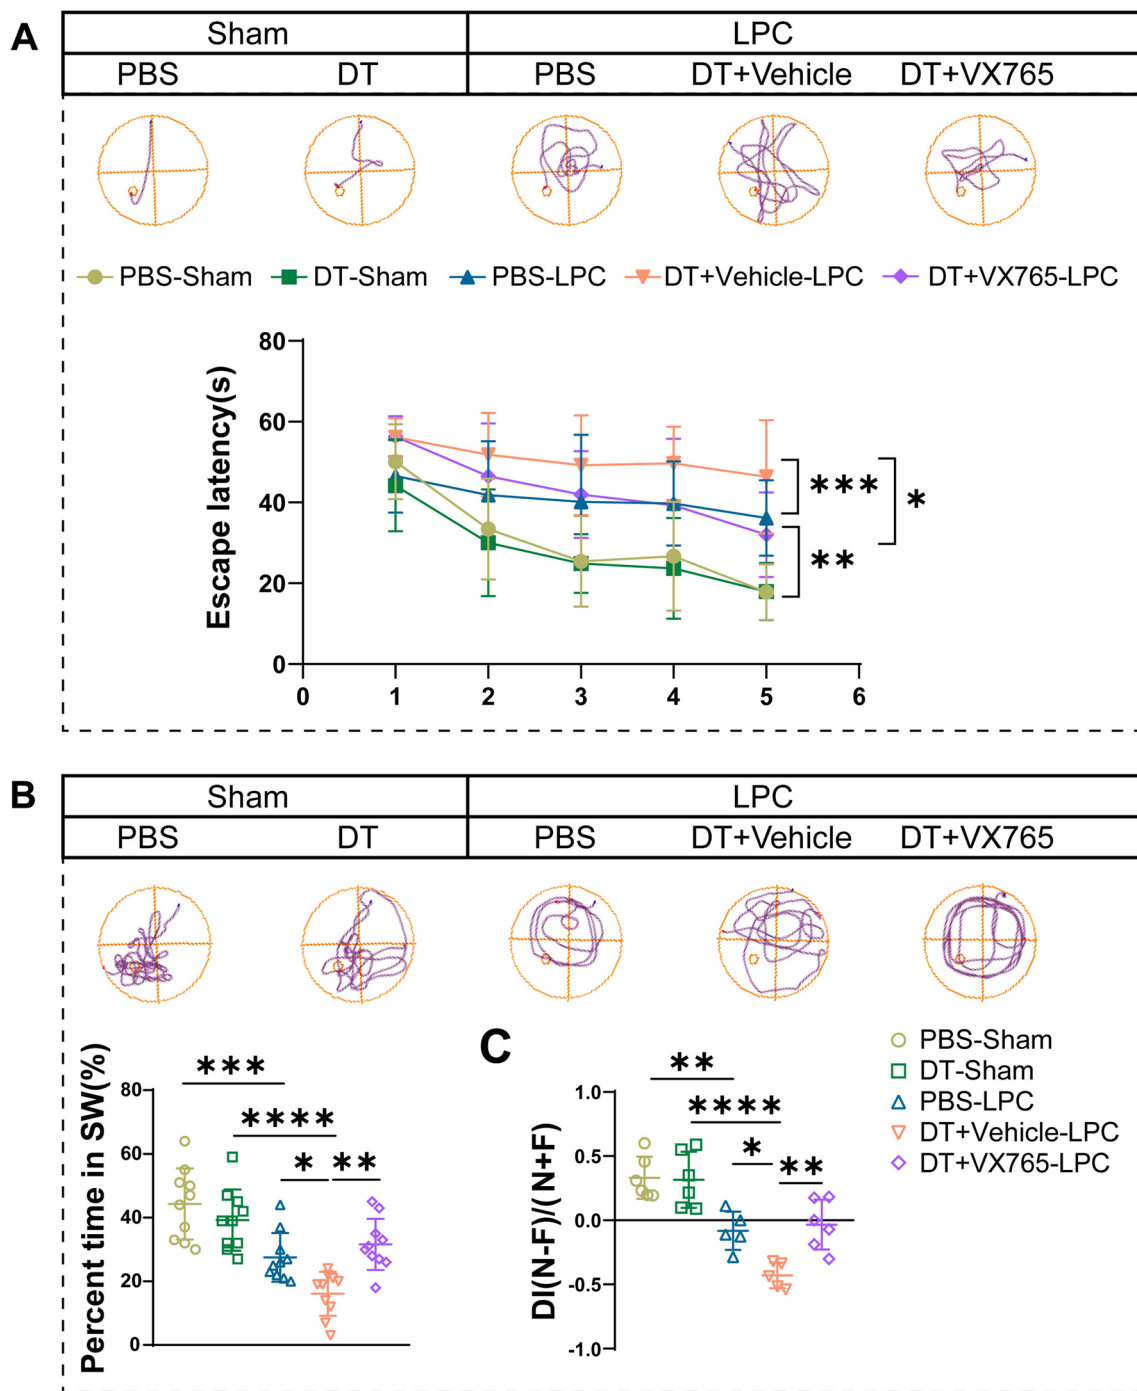 A
Sham LPC
PBS DT PBS DT+Vehicle DT+VX765
PBS-Sham DT-Sham PBS-LPC DT+Vehicle-LPC DT+VX765-LPC
Escape latency(s)
80
60
40
20
0
0 1 2 3 4 5 6
***
*
**
B
Sham LPC
PBS DT PBS DT+Vehicle DT+VX765
Percent time in SW(%)
80
60
40
20
0
***
****
* **
C
DI(N-F)/(N+F)
1.0
0.5
0.0
-0.5
-1.0
**
****
*
**
PBS-Sham
DT-Sham
PBS-LPC
DT+Vehicle-LPC
DT+VX765-LPC